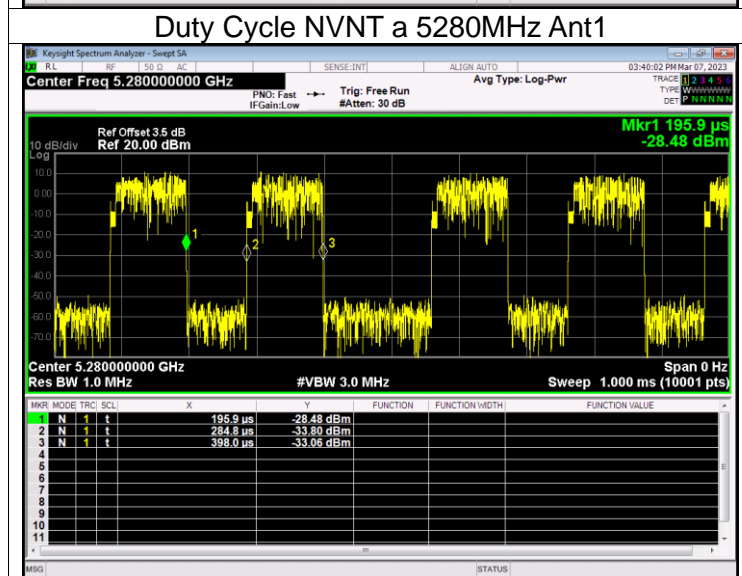 Duty Cycle NVNT a 5280MHz Ant1
Keysight Spectrum Analyzer - Swept SA
RL RF 50 Ω AC SENSE:INT ALIGN AUTO 03:40:02 PM Mar 07, 2023
Center Freq 5.280000000 GHz Avg Type: Log-Pwr TRACE 1 2 3 4 5 6
PNO: Fast Trig: Free Run TYPE W
IFGain:Low #Atten: 30 dB DET P N N N N N
Mkr1 195.9 µs
Ref Offset 3.5 dB
10 dB/div Ref 20.00 dBm -28.48 dBm
Log
10.0
0.00
-10.0
-20.0
1
2
3
-30.0
-40.0
-50.0
-60.0
-70.0
Center 5.280000000 GHz Span 0 Hz
Res BW 1.0 MHz #VBW 3.0 MHz Sweep 1.000 ms (10001 pts)
MKR MODE TRC SCL X Y FUNCTION FUNCTION WIDTH FUNCTION VALUE
1 N 1 t 195.9 µs -28.48 dBm
2 N 1 t 284.8 µs -33.80 dBm
3 N 1 t 398.0 µs -33.06 dBm
4
5
6
7
8
9
10
11
MSG STATUS